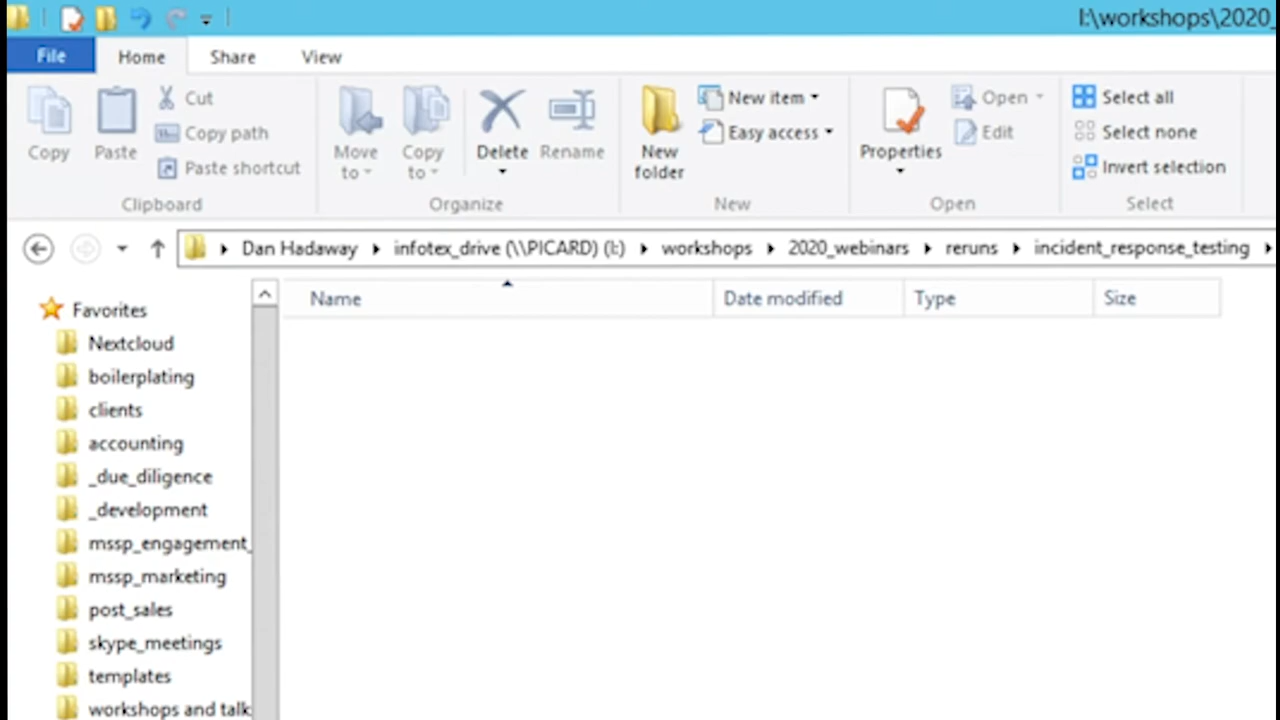 I:\workshops\2020_
File Home Share View
Copy Paste Cut Copy path Paste shortcut
Move to Copy to Delete Rename
New folder New item Easy access
Properties Open Edit
Select all Select none Invert selection
Clipboard Organize New Open Select
Dan Hadaway infotex_drive (\\PICARD) (I:) workshops 2020_webinars reruns incident_response_testing
Name Date modified Type Size
Favorites
Nextcloud
boilerplating
clients
accounting
_due_diligence
_development
mssp_engagement_
mssp_marketing
post_sales
skype_meetings
templates
workshops and talk